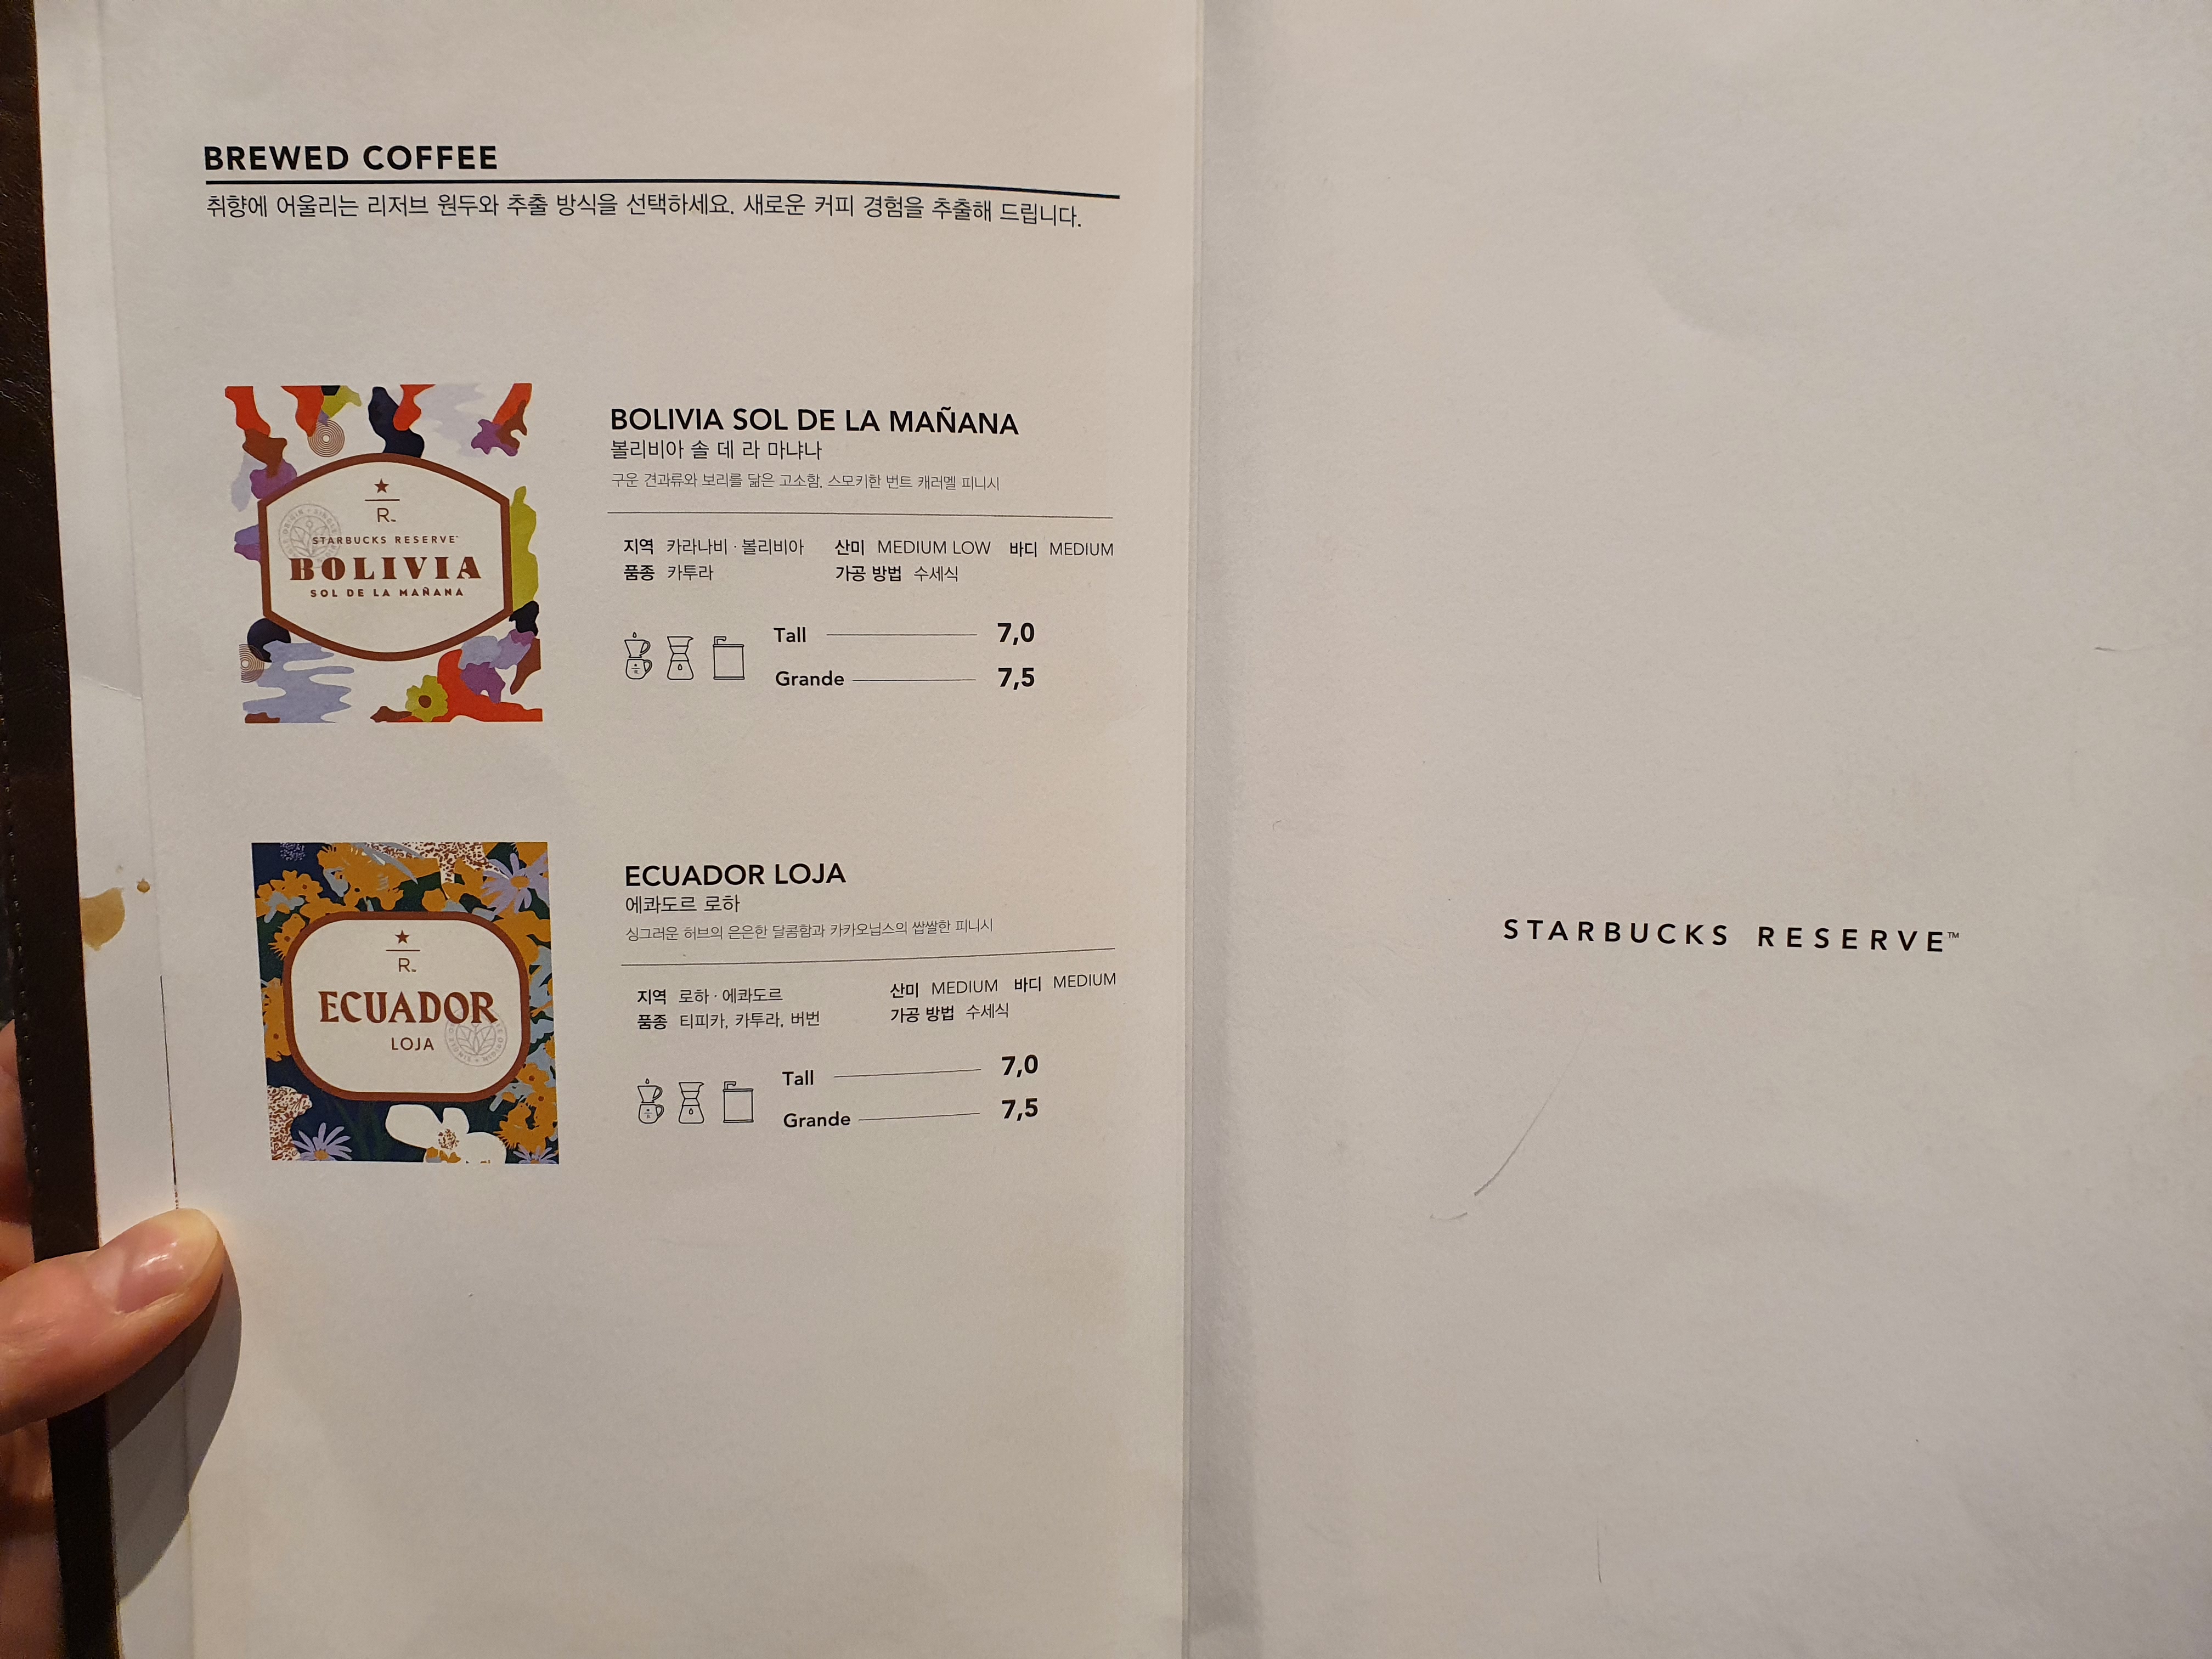 BREWED COFFEE
취향에 어울리는 리저브 원두와 추출 방식을 선택하세요. 새로운 커피 경험을 추출해 드립니다.
R™
STARBUCKS RESERVE™
BOLIVIA
SOL DE LA MAÑANA
BOLIVIA SOL DE LA MAÑANA
볼리비아 솔 데 라 마냐나
구운 견과류와 보리를 닮은 고소함, 스모키한 번트 캐러멜 피니시
지역 카라나비 · 볼리비아 산미 MEDIUM LOW 바디 MEDIUM
품종 카투라 가공 방법 수세식
Tall 7,0
Grande 7,5
R™
ECUADOR
LOJA
ECUADOR LOJA
에콰도르 로하
싱그러운 허브의 은은한 달콤함과 카카오닙스의 쌉쌀한 피니시
지역 로하 · 에콰도르 산미 MEDIUM 바디 MEDIUM
품종 티피카, 카투라, 버번 가공 방법 수세식
Tall 7,0
Grande 7,5
STARBUCKS RESERVE™